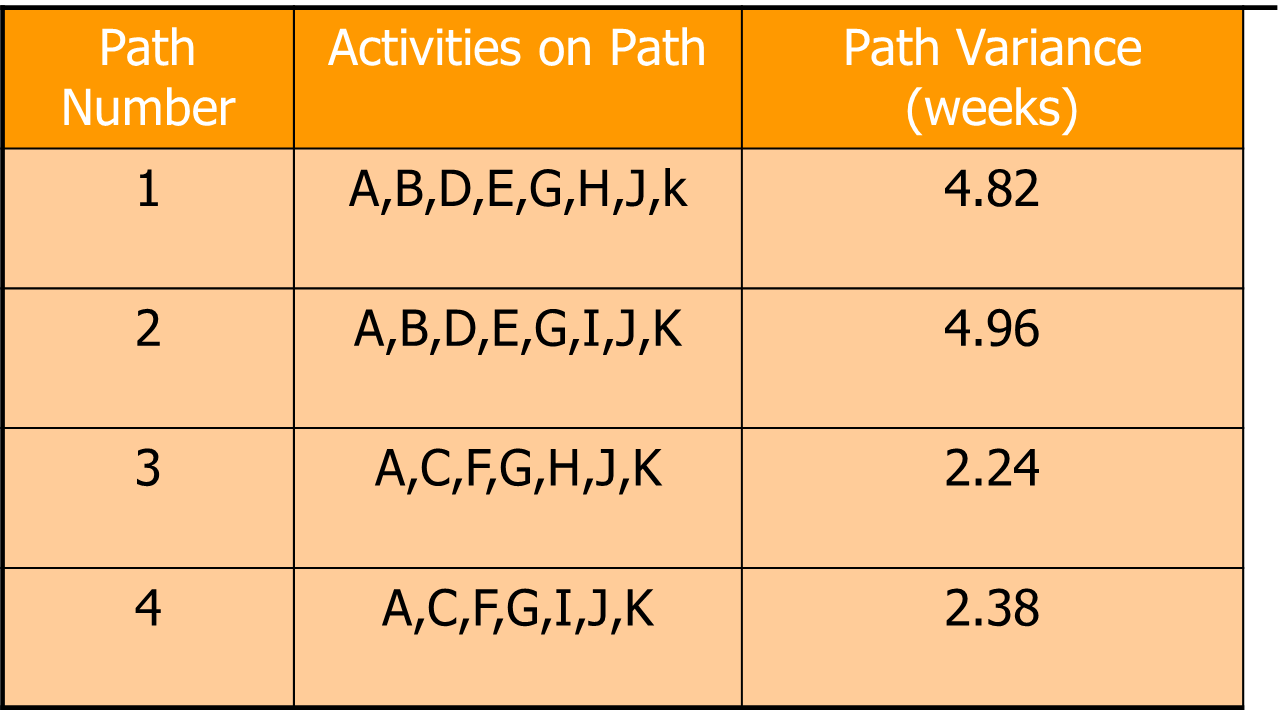 Path Number | Activities on Path | Path Variance (weeks)
1 | A,B,D,E,G,H,J,k | 4.82
2 | A,B,D,E,G,I,J,K | 4.96
3 | A,C,F,G,H,J,K | 2.24
4 | A,C,F,G,I,J,K | 2.38